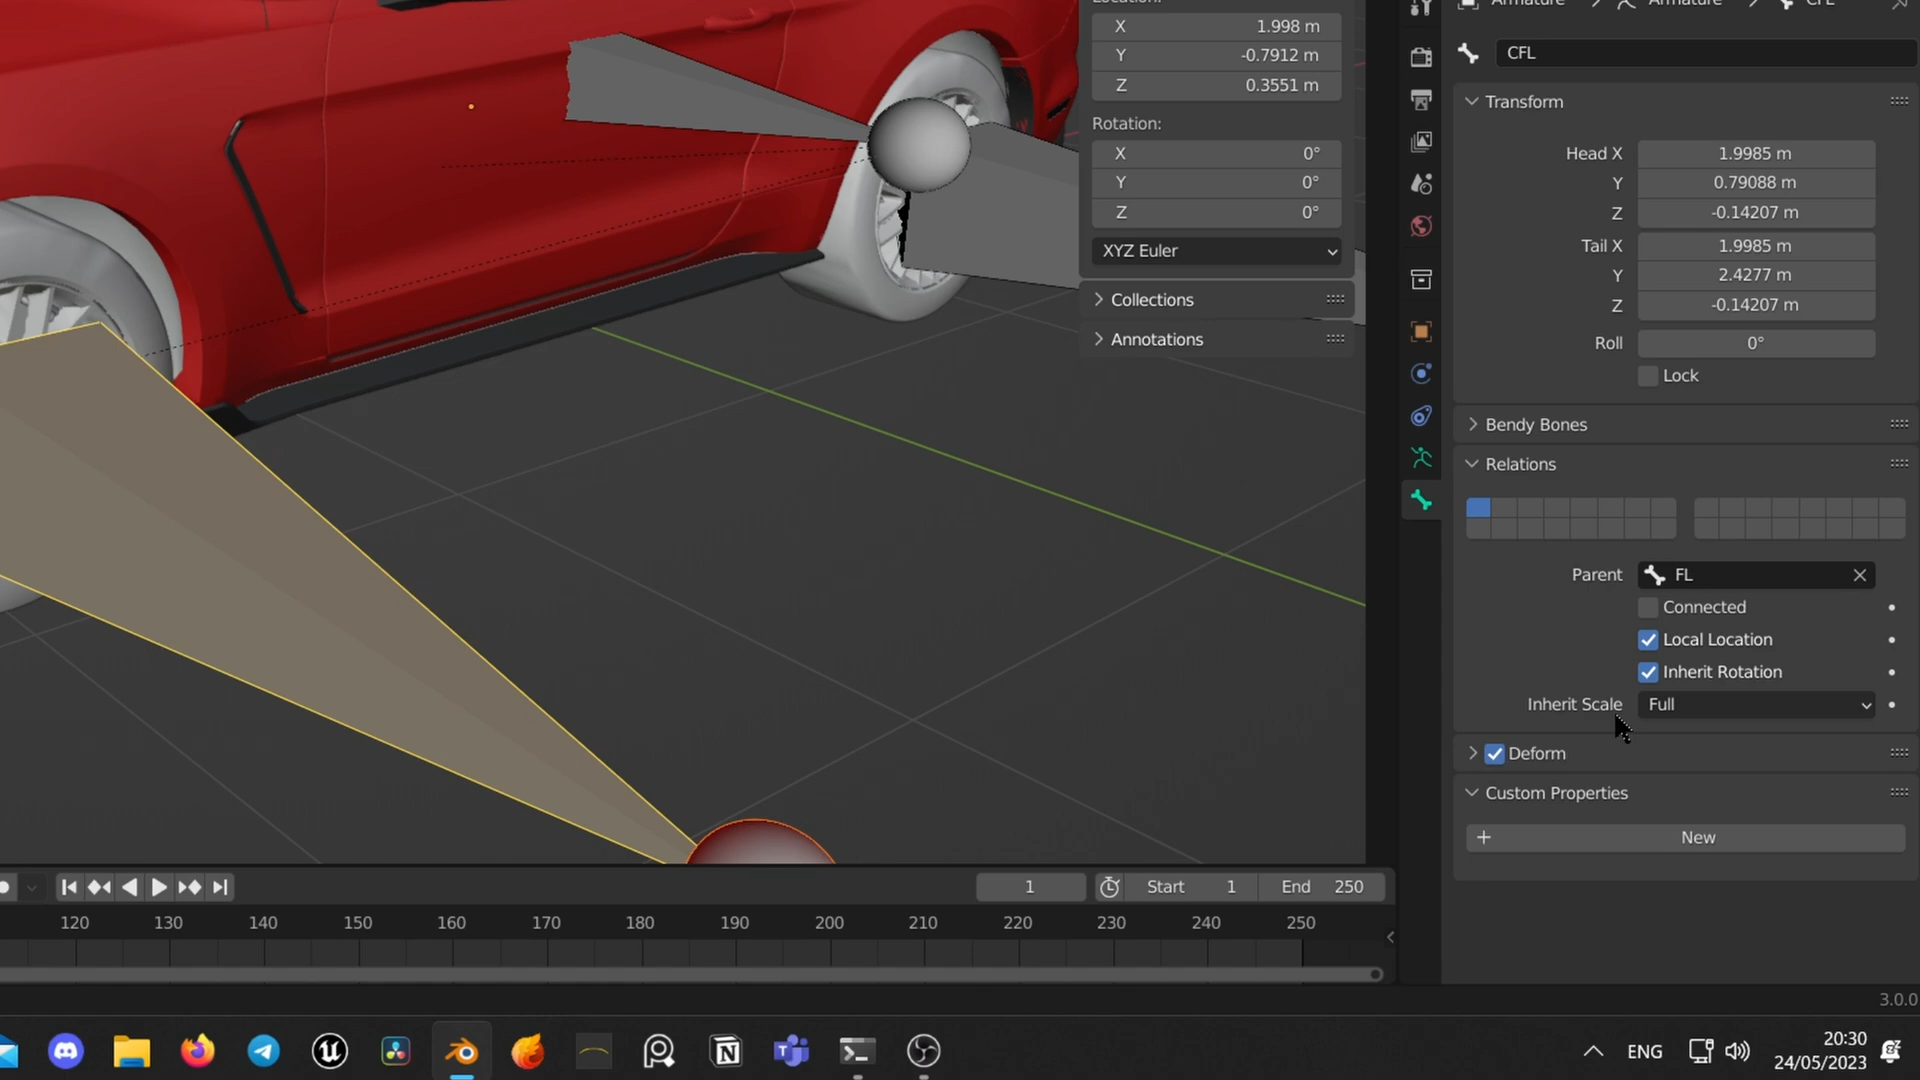 Location:
X 1.998 m
Y -0.7912 m
Z 0.3551 m
Rotation:
X 0°
Y 0°
Z 0°
XYZ Euler
Collections
Annotations
Armature Armature CFL
CFL
Transform
Head X 1.9985 m
Y 0.79088 m
Z -0.14207 m
Tail X 1.9985 m
Y 2.4277 m
Z -0.14207 m
Roll 0°
Lock
Bendy Bones
Relations
Parent FL
Connected
Local Location
Inherit Rotation
Inherit Scale Full
Deform
Custom Properties
+ New
1 Start 1 End 250
120 130 140 150 160 170 180 190 200 210 220 230 240 250
3.0.0
ENG
20:30
24/05/2023